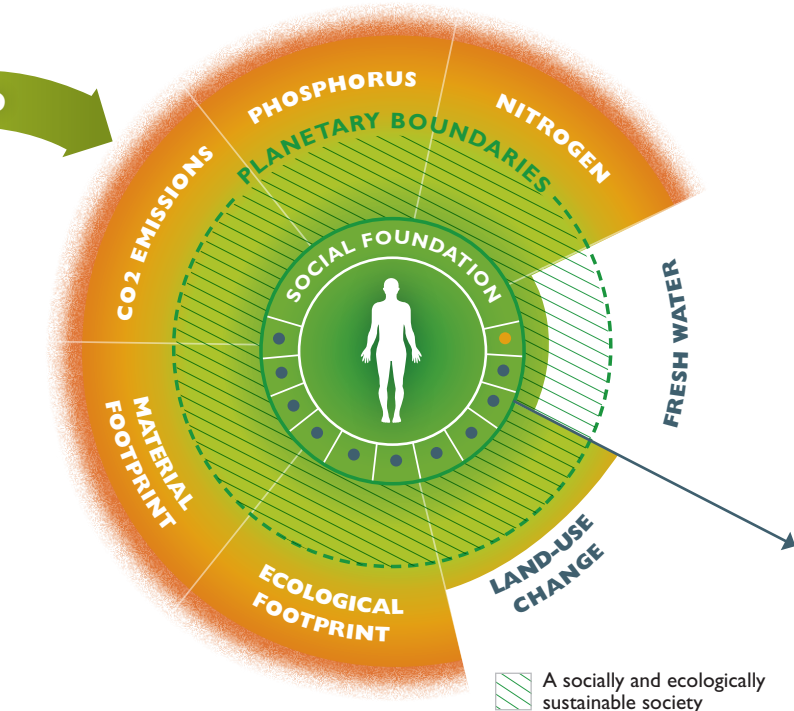 PHOSPHORUS
NITROGEN
PLANETARY BOUNDARIES
CO2 EMISSIONS
SOCIAL FOUNDATION
FRESH WATER
MATERIAL
FOOTPRINT
LAND-USE
CHANGE
ECOLOGICAL
FOOTPRINT
A socially and ecologically
sustainable society